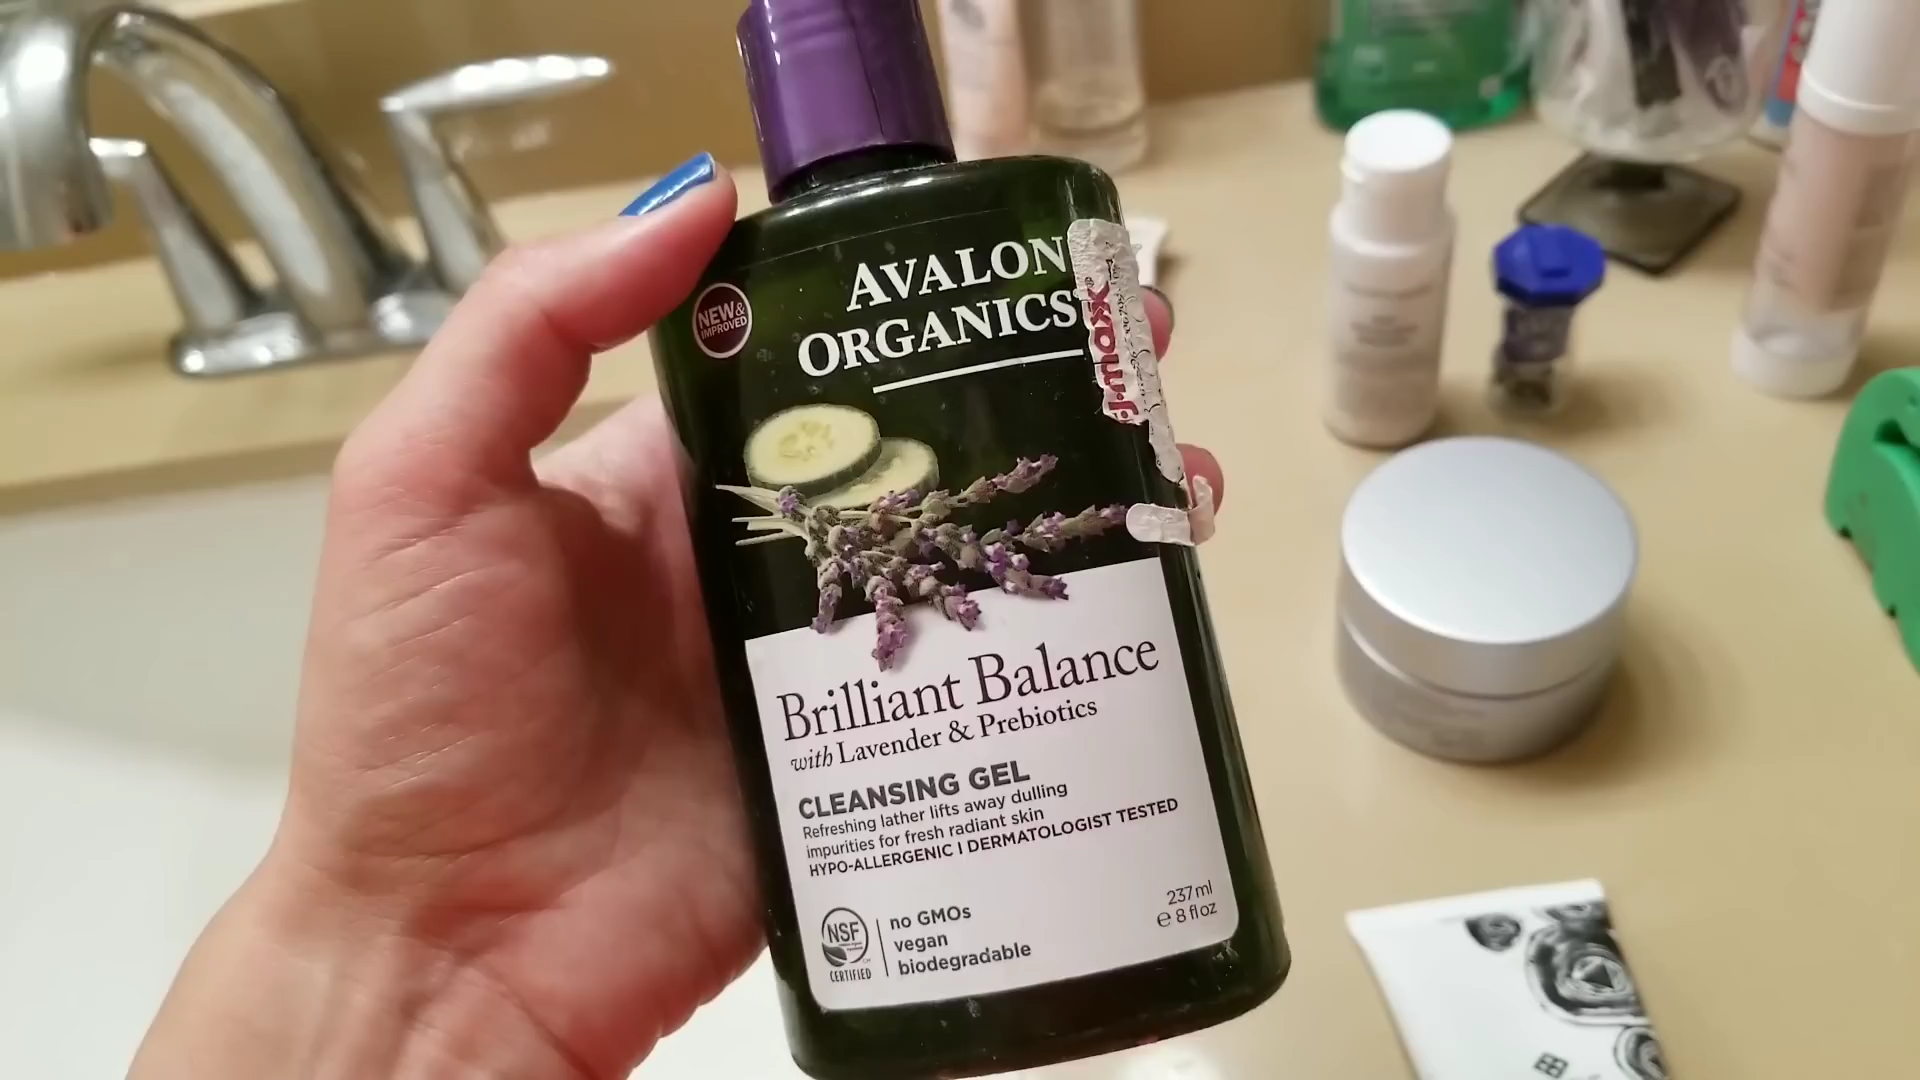 NEW &
IMPROVED
AVALON
ORGANICS
T.J.maxx
Brilliant Balance
with Lavender & Prebiotics
CLEANSING GEL
Refreshing lather lifts away dulling
impurities for fresh radiant skin
HYPO-ALLERGENIC I DERMATOLOGIST TESTED
NSF
CERTIFIED
no GMOs
vegan
biodegradable
237ml
e 8 fl oz